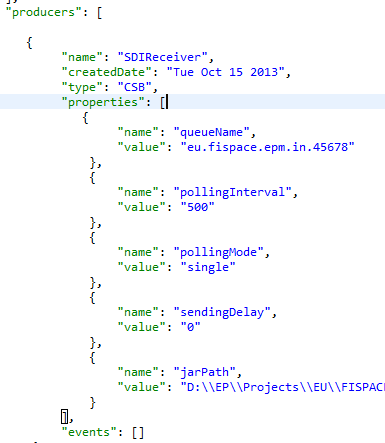 ],
"producers": [
{
"name": "SDIReceiver",
"createdDate": "Tue Oct 15 2013",
"type": "CSB",
"properties": [
{
"name": "queueName",
"value": "eu.fispace.epm.in.45678"
},
{
"name": "pollingInterval",
"value": "500"
},
{
"name": "pollingMode",
"value": "single"
},
{
"name": "sendingDelay",
"value": "0"
},
{
"name": "jarPath",
"value": "D:\\EP\\Projects\\EU\\FISPAC
}
],
"events": []